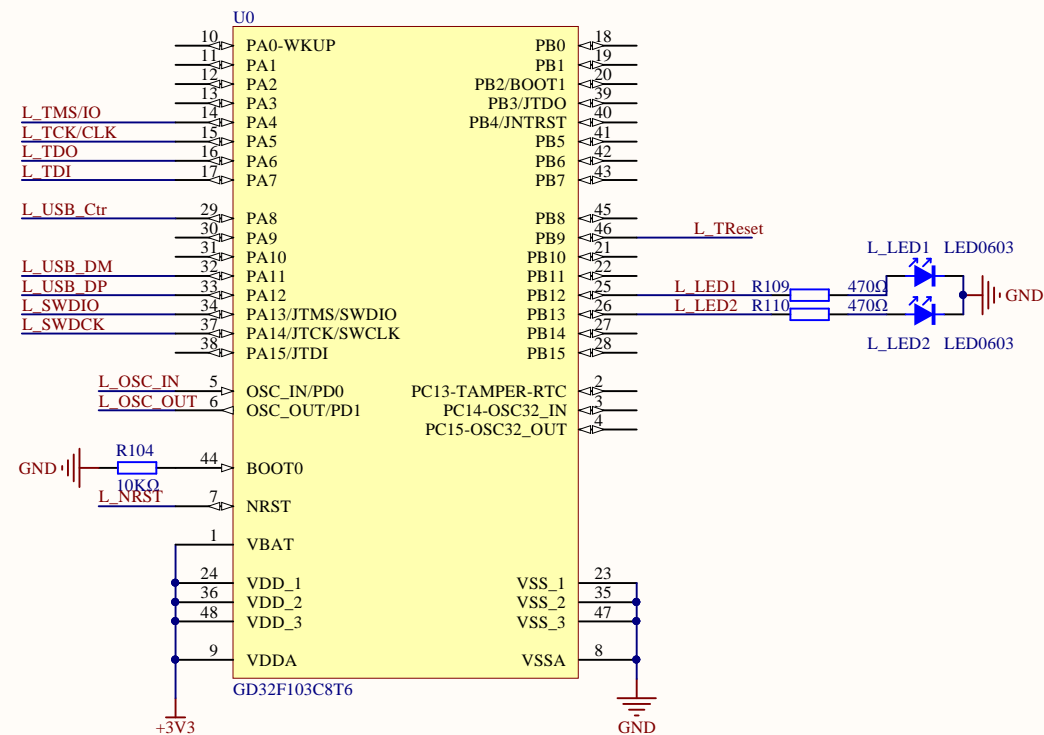 U0
10 PA0-WKUP PB0 18
11 PA1 PB1 19
12 PA2 PB2/BOOT1 20
13 PA3 PB3/JTDO 39
L_TMS/IO 14 PA4 PB4/JNTRST 40
L_TCK/CLK 15 PA5 PB5 41
L_TDO 16 PA6 PB6 42
L_TDI 17 PA7 PB7 43
L_USB_Ctr 29 PA8 PB8 45
30 PA9 PB9 46 L_TReset
31 PA10 PB10 21 L_LED1 LED0603
L_USB_DM 32 PA11 PB11 22
L_USB_DP 33 PA12 PB12 25 L_LED1 R109 470Ω GND
L_SWDIO 34 PA13/JTMS/SWDIO PB13 26 L_LED2 R110 470Ω
L_SWDCK 37 PA14/JTCK/SWCLK PB14 27
38 PA15/JTDI PB15 28 L_LED2 LED0603
L_OSC_IN 5 OSC_IN/PD0 PC13-TAMPER-RTC 2
L_OSC_OUT 6 OSC_OUT/PD1 PC14-OSC32_IN 3
PC15-OSC32_OUT 4
R104
GND 44 BOOT0
10KΩ
L_NRST 7 NRST
1 VBAT
24 VDD_1 VSS_1 23
36 VDD_2 VSS_2 35
48 VDD_3 VSS_3 47
9 VDDA VSSA 8
GD32F103C8T6
+3V3 GND